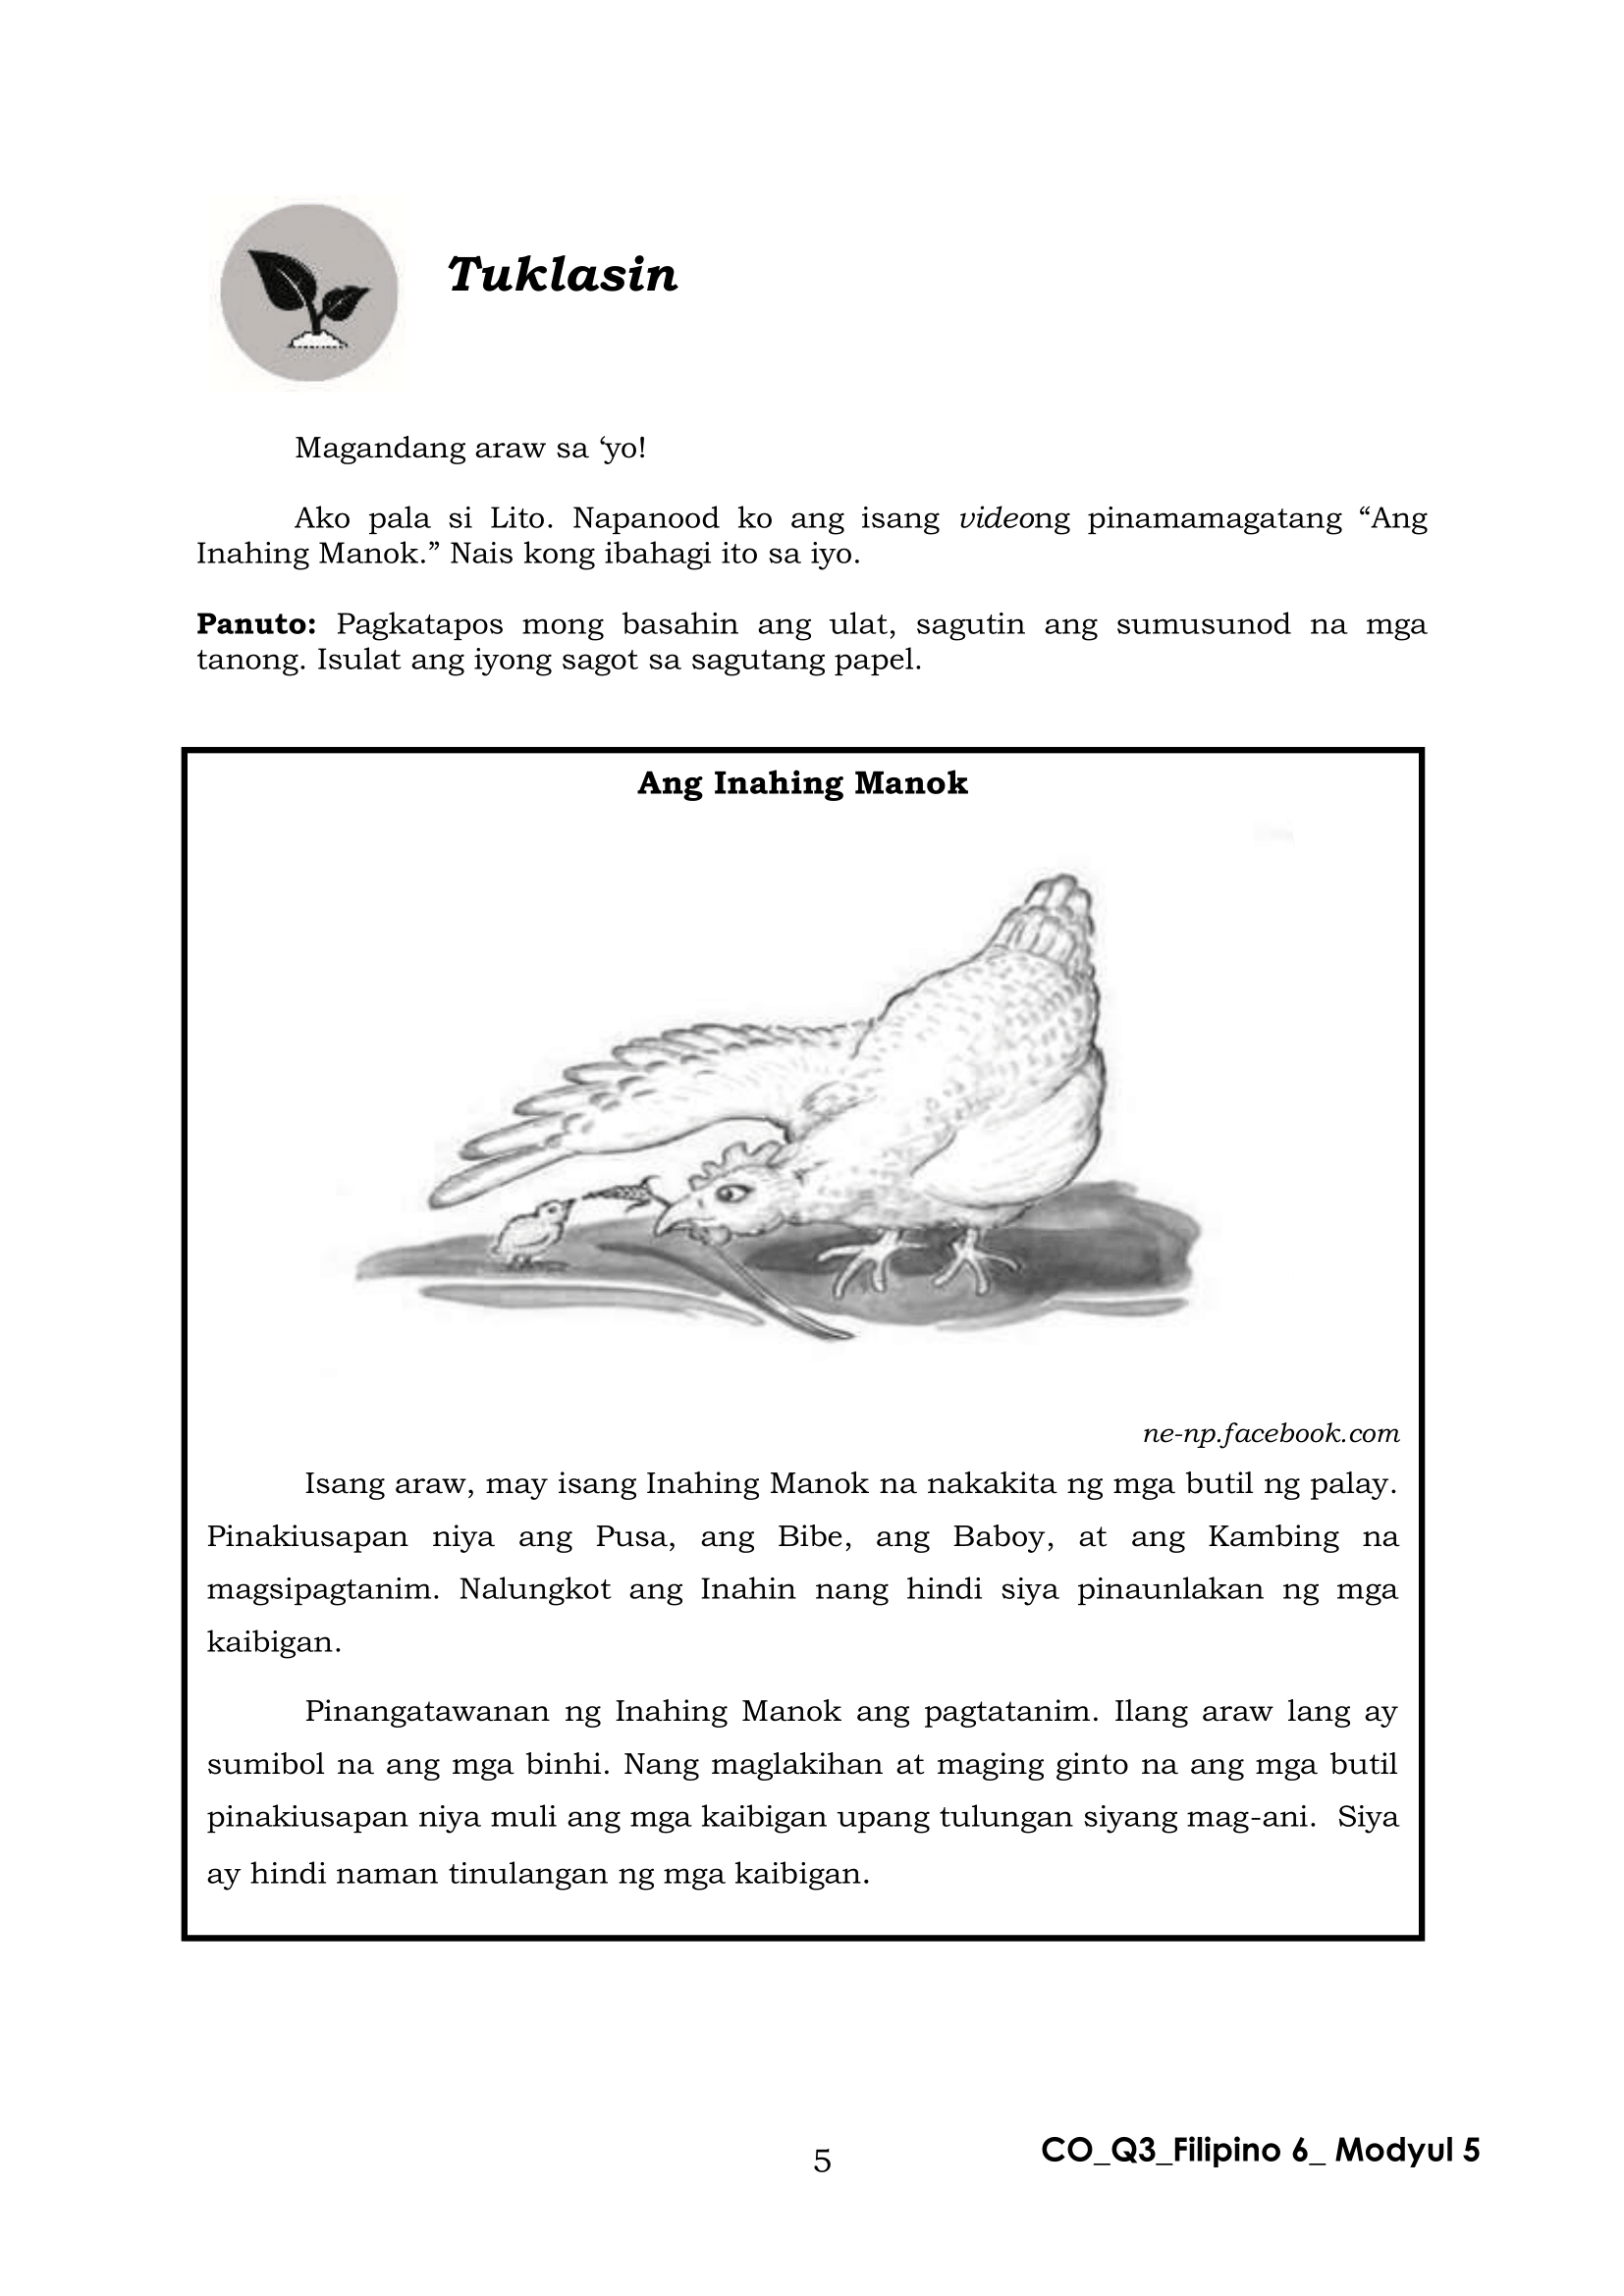 Tuklasin
Magandang araw sa ‘yo!
Ako pala si Lito. Napanood ko ang isang videong pinamamagatang “Ang
Inahing Manok.” Nais kong ibahagi ito sa iyo.
Panuto: Pagkatapos mong basahin ang ulat, sagutin ang sumusunod na mga
tanong. Isulat ang iyong sagot sa sagutang papel.
Ang Inahing Manok
ne-np.facebook.com
Isang araw, may isang Inahing Manok na nakakita ng mga butil ng palay.
Pinakiusapan niya ang Pusa, ang Bibe, ang Baboy, at ang Kambing na
magsipagtanim. Nalungkot ang Inahin nang hindi siya pinaunlakan ng mga
kaibigan.
Pinangatawanan ng Inahing Manok ang pagtatanim. Ilang araw lang ay
sumibol na ang mga binhi. Nang maglakihan at maging ginto na ang mga butil
pinakiusapan niya muli ang mga kaibigan upang tulungan siyang mag-ani.  Siya
ay hindi naman tinulangan ng mga kaibigan.
5
CO_Q3_Filipino 6_ Modyul 5